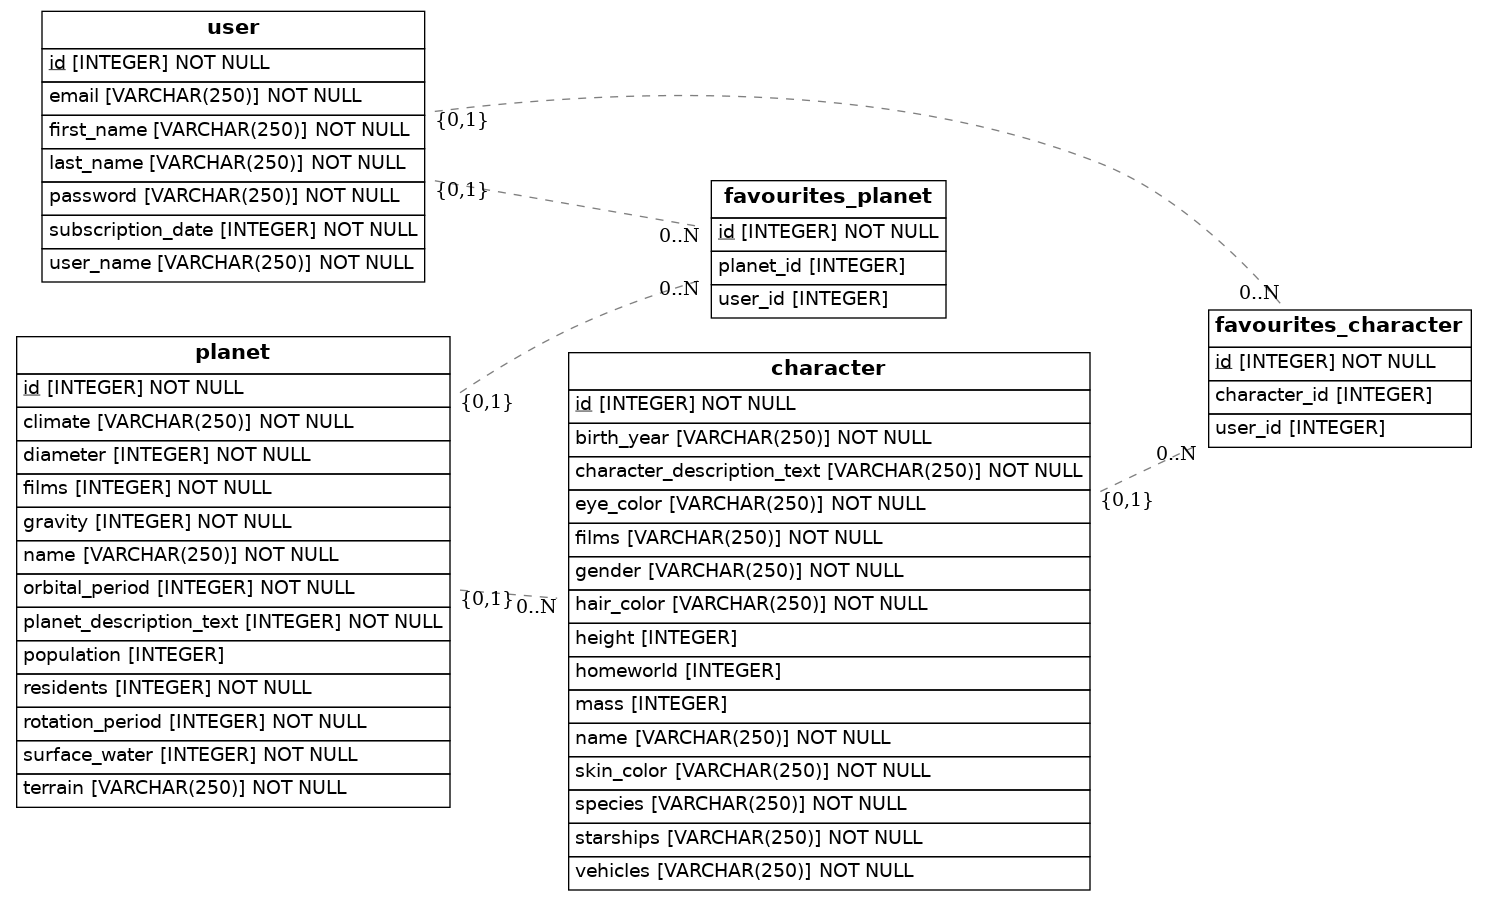 user
id [INTEGER] NOT NULL
email [VARCHAR(250)] NOT NULL
first_name [VARCHAR(250)] NOT NULL
last_name [VARCHAR(250)] NOT NULL
password [VARCHAR(250)] NOT NULL
subscription_date [INTEGER] NOT NULL
user_name [VARCHAR(250)] NOT NULL
{0,1}
{0,1}
0..N
0..N
favourites_planet
id [INTEGER] NOT NULL
planet_id [INTEGER]
user_id [INTEGER]
0..N
favourites_character
id [INTEGER] NOT NULL
character_id [INTEGER]
user_id [INTEGER]
0..N
{0,1}
planet
id [INTEGER] NOT NULL
climate [VARCHAR(250)] NOT NULL
diameter [INTEGER] NOT NULL
films [INTEGER] NOT NULL
gravity [INTEGER] NOT NULL
name [VARCHAR(250)] NOT NULL
orbital_period [INTEGER] NOT NULL
planet_description_text [INTEGER] NOT NULL
population [INTEGER]
residents [INTEGER] NOT NULL
rotation_period [INTEGER] NOT NULL
surface_water [INTEGER] NOT NULL
terrain [VARCHAR(250)] NOT NULL
{0,1}
{0,1}
0..N
character
id [INTEGER] NOT NULL
birth_year [VARCHAR(250)] NOT NULL
character_description_text [VARCHAR(250)] NOT NULL
eye_color [VARCHAR(250)] NOT NULL
films [VARCHAR(250)] NOT NULL
gender [VARCHAR(250)] NOT NULL
hair_color [VARCHAR(250)] NOT NULL
height [INTEGER]
homeworld [INTEGER]
mass [INTEGER]
name [VARCHAR(250)] NOT NULL
skin_color [VARCHAR(250)] NOT NULL
species [VARCHAR(250)] NOT NULL
starships [VARCHAR(250)] NOT NULL
vehicles [VARCHAR(250)] NOT NULL